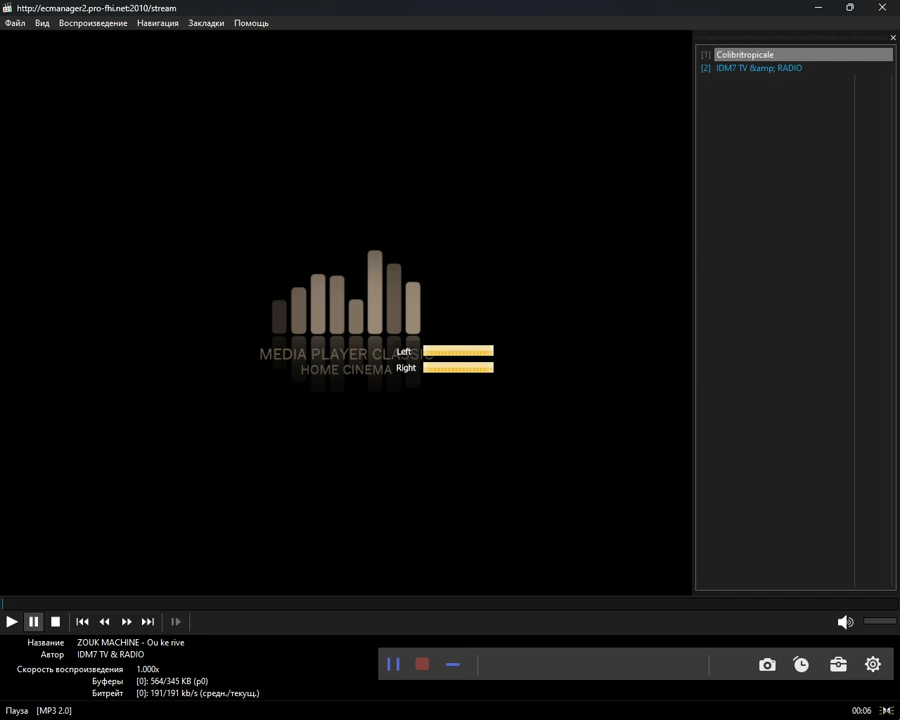 http://ecmanager2.pro-fhi.net:2010/stream
Файл Вид Воспроизведение Навигация Закладки Помощь
[1] Colibritropicale
[2] IDM7 TV &amp; RADIO
MEDIA PLAYER CLASSIC
HOME CINEMA
Left
Right
Название ZOUK MACHINE - Ou ke rive
Автор IDM7 TV & RADIO
Скорость воспроизведения 1.000x
Буферы [0]: 564/345 KB (p0)
Битрейт [0]: 191/191 kb/s (средн./текущ.)
Пауза [MP3 2.0] 00:06